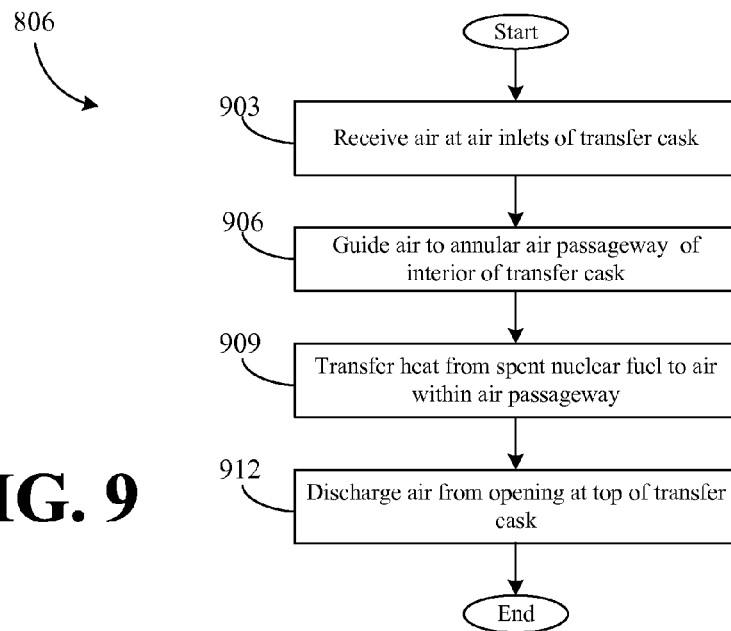 806
Start
903
Receive air at air inlets of transfer cask
906
Guide air to annular air passageway of
interior of transfer cask
909
Transfer heat from spent nuclear fuel to air
within air passageway
912
Discharge air from opening at top of transfer
cask
IG. 9
End